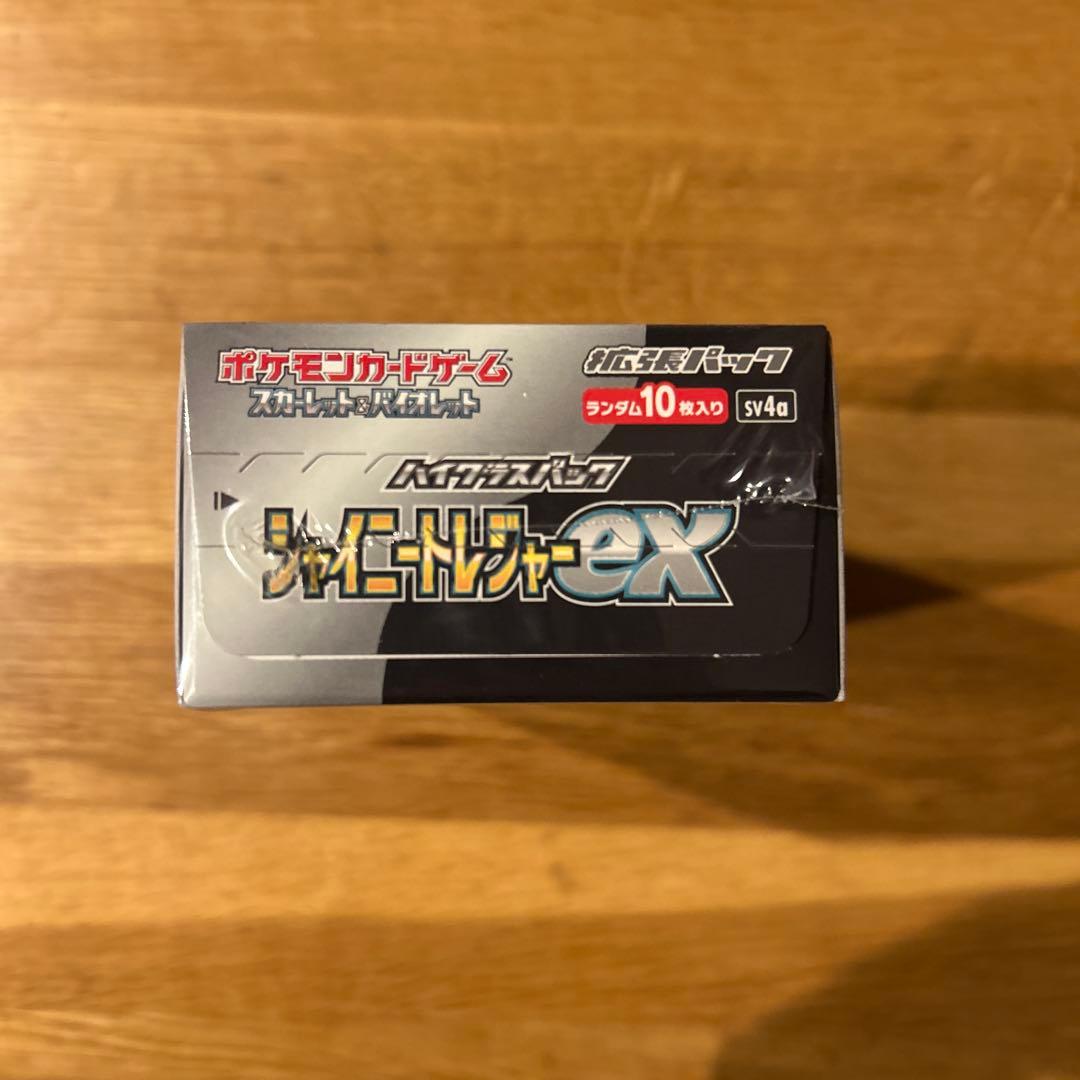 ポケモンカードゲーム™
スカーレット&バイオレット
拡張パック
ランダム10枚入り sv4a
ハイクラスパック
シャイニートレジャーex